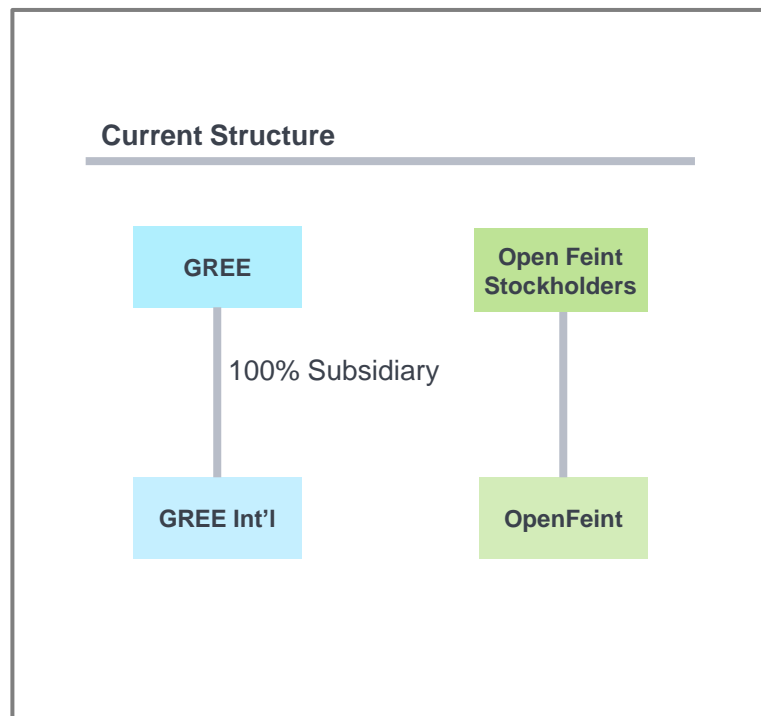 Current Structure
GREE
Open Feint
Stockholders
100% Subsidiary
GREE Int’l
OpenFeint